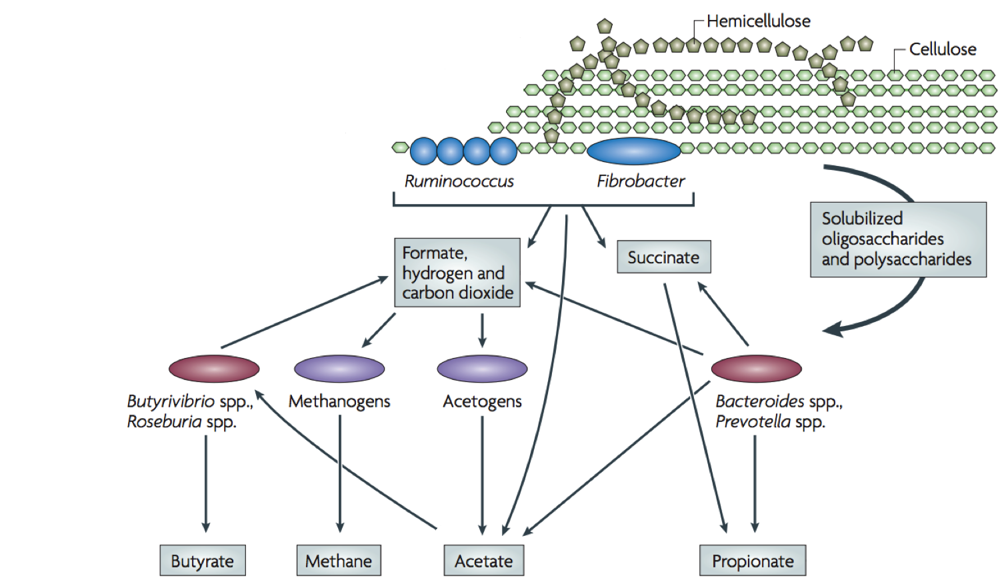 Hemicellulose
Cellulose
Ruminococcus
Fibrobacter
Solubilized
oligosaccharides
and polysaccharides
Formate,
hydrogen and
carbon dioxide
Succinate
Butyrivibrio spp.,
Roseburia spp.
Methanogens
Acetogens
Bacteroides spp.,
Prevotella spp.
Butyrate
Methane
Acetate
Propionate